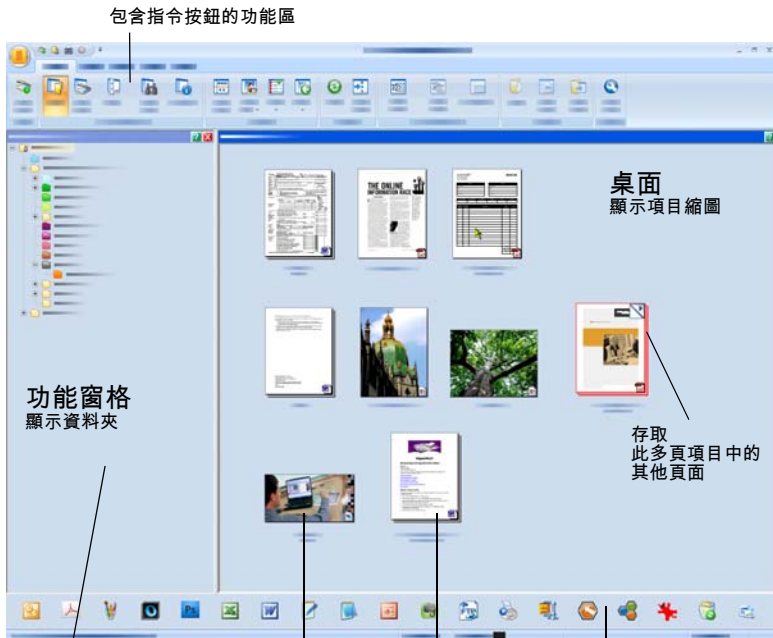 包含指令按鈕的功能區
THE ONLINE
INFORMATION RACE
桌面
顯示項目縮圖
功能窗格
顯示資料夾
存取
此多頁項目中的
其他頁面
Ps